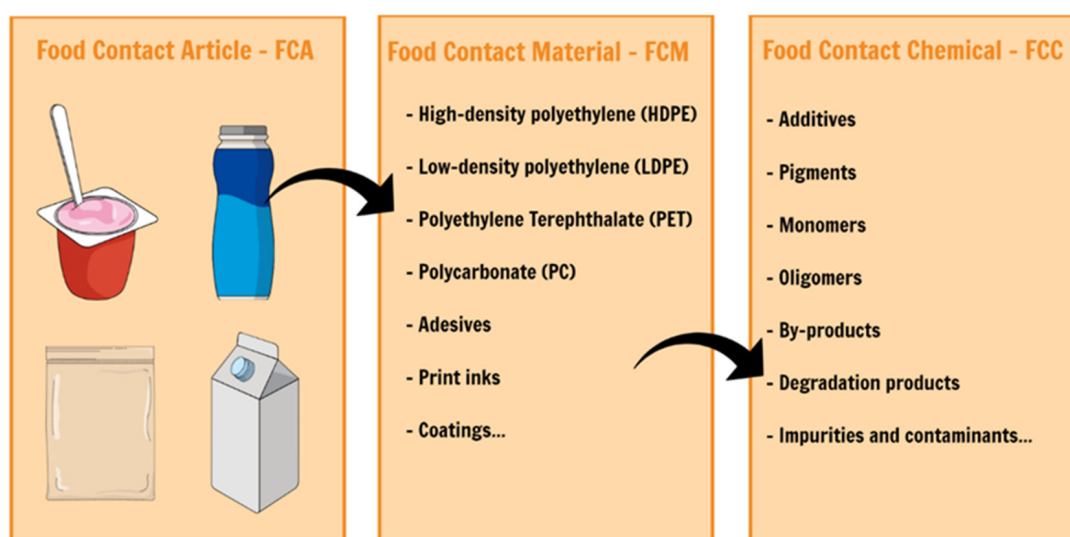 Food Contact Article - FCA
Food Contact Material - FCM
- High-density polyethylene (HDPE)
- Low-density polyethylene (LDPE)
- Polyethylene Terephthalate (PET)
- Polycarbonate (PC)
- Adesives
- Print inks
- Coatings...
Food Contact Chemical - FCC
- Additives
- Pigments
- Monomers
- Oligomers
- By-products
- Degradation products
- Impurities and contaminants...